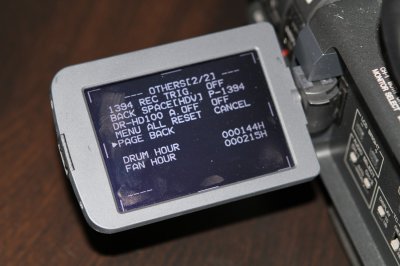 OTHERS[2/2]
1394 REC TRIG. OFF
BACK SPACE[HDV] P-1394
DR-HD100 A.OFF OFF
MENU ALL RESET CANCEL
▶PAGE BACK
DRUM HOUR 000144H
FAN HOUR 000215H